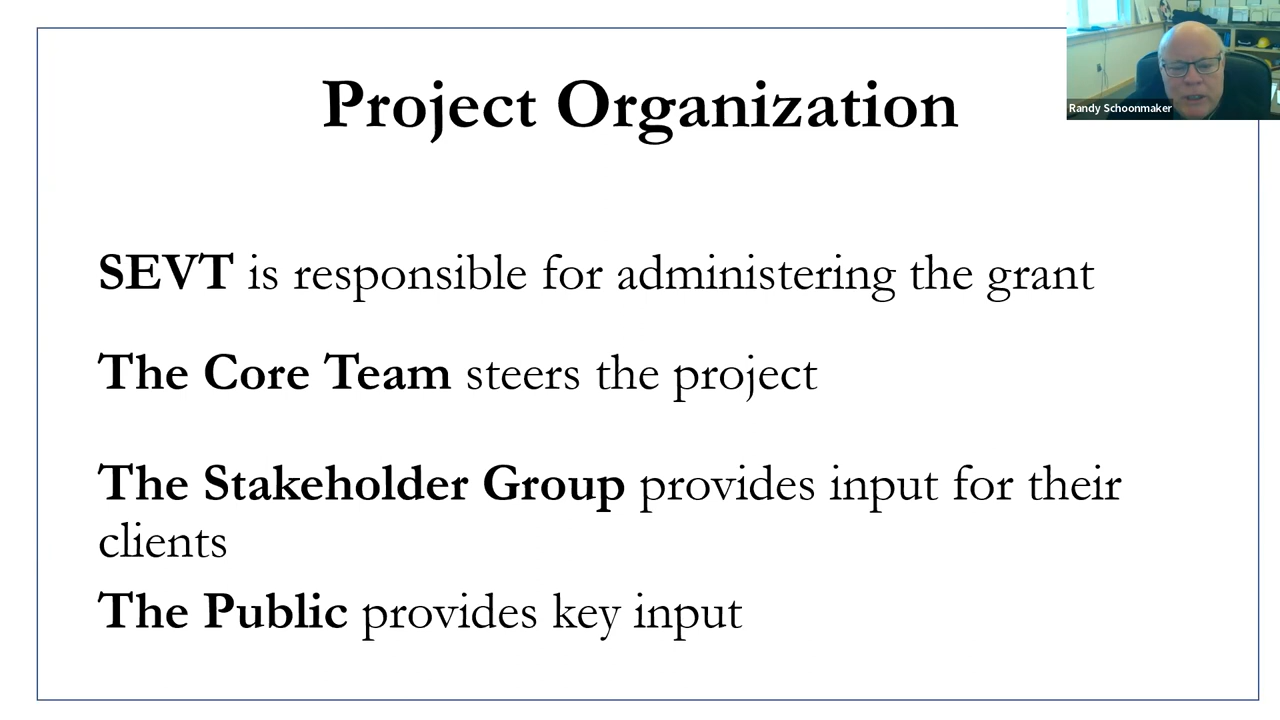 Project Organization
Randy Schoonmaker
SEVT is responsible for administering the grant
The Core Team steers the project
The Stakeholder Group provides input for their
clients
The Public provides key input